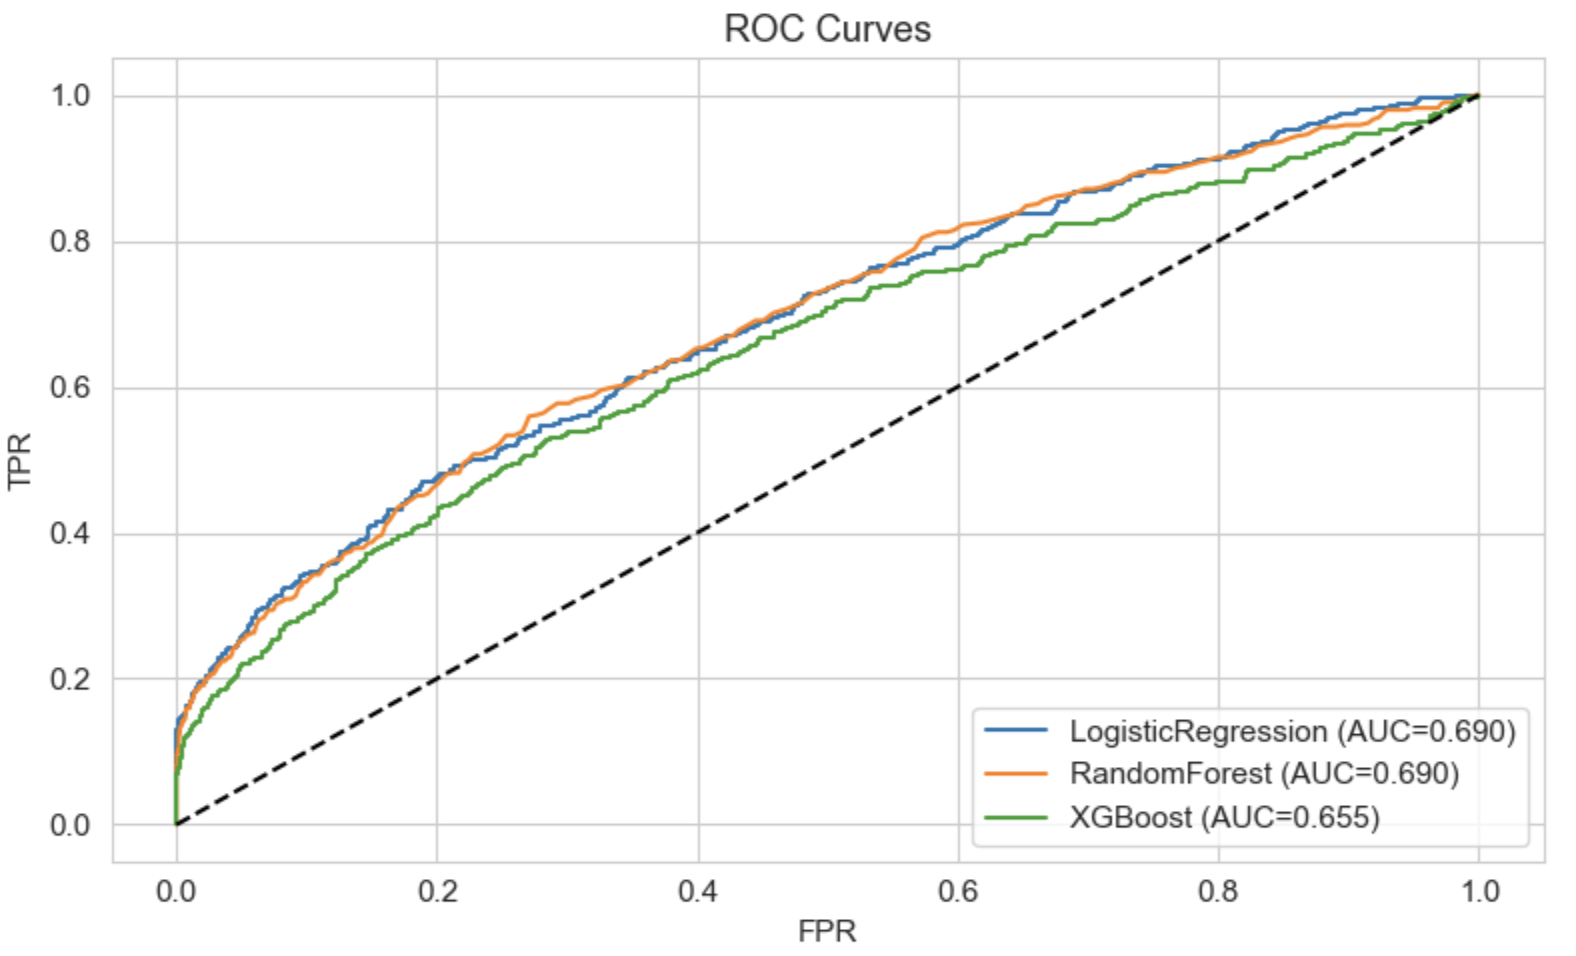 ROC Curves
1.0
0.8
0.6
0.4
0.2
0.0
TPR
LogisticRegression (AUC=0.690)
RandomForest (AUC=0.690)
XGBoost (AUC=0.655)
0.0 0.2 0.4 0.6 0.8 1.0
FPR